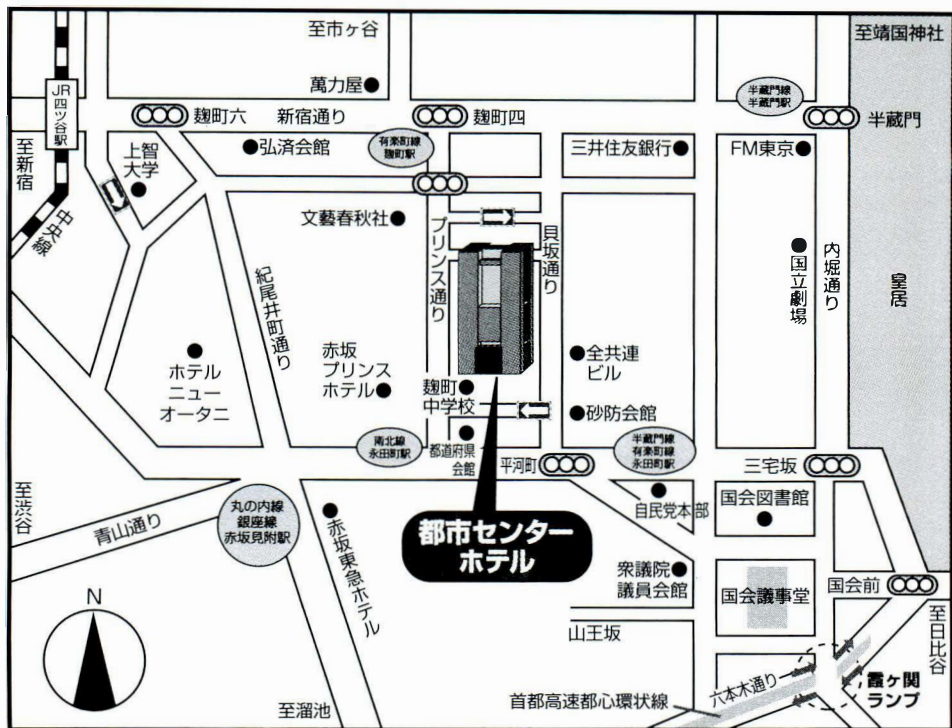 至市ヶ谷
至靖国神社
萬力屋
JR
四ツ谷駅
麹町六
新宿通り
麹町四
半蔵門線
半蔵門駅
半蔵門
至新宿
上智
大学
弘済会館
有楽町線
麹町駅
三井住友銀行
FM東京
中央線
文藝春秋社
プリンス通り
貝坂通り
国立劇場
内堀通り
皇居
紀尾井町通り
ホテル
ニュー
オータニ
赤坂
プリンス
ホテル
麹町
中学校
全共連
ビル
砂防会館
南北線
永田町駅
都道府県
会館
平河町
半蔵門線
有楽町線
永田町駅
三宅坂
至渋谷
青山通り
丸の内線
銀座線
赤坂見附駅
赤坂東急ホテル
都市センター
ホテル
自民党本部
国会図書館
衆議院
議員会館
国会議事堂
国会前
至日比谷
N
山王坂
至溜池
首都高速都心環状線
六本木通り
霞ヶ関
ランプ